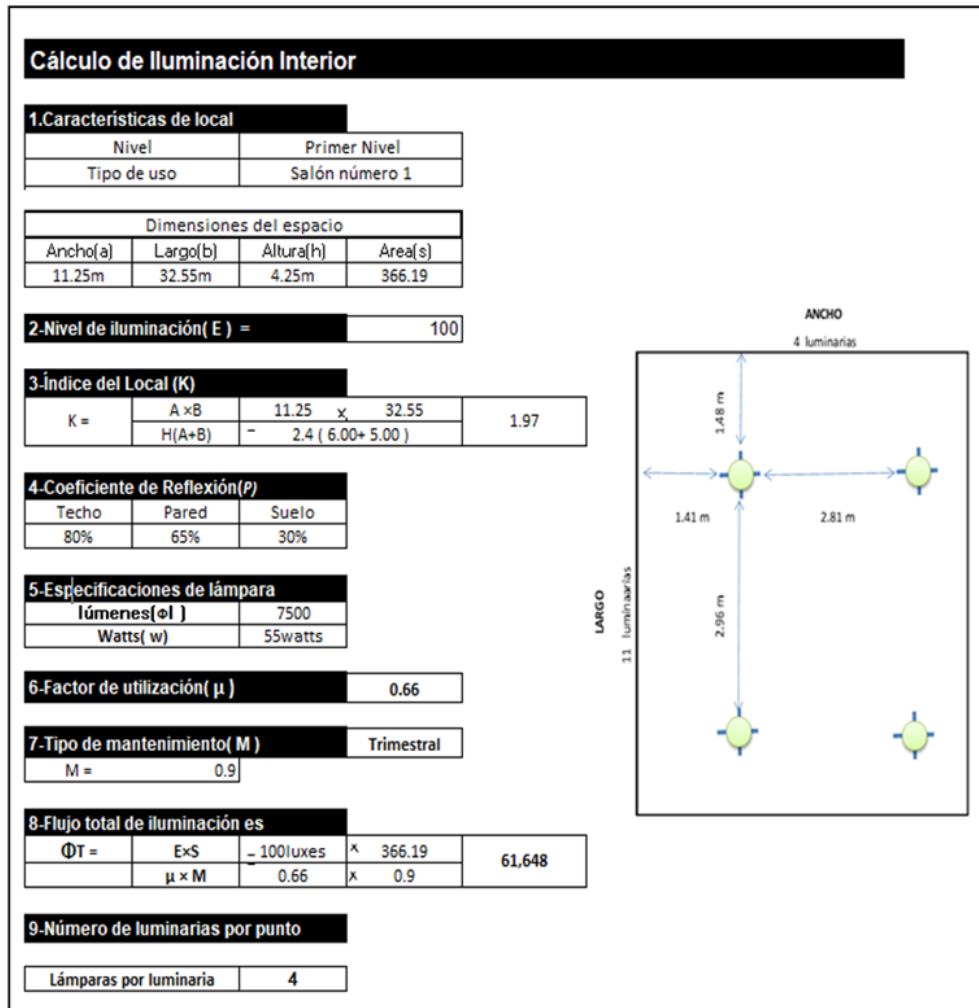 Cálculo de Iluminación Interior
1.Características de local
Nivel Primer Nivel
Tipo de uso Salón número 1
Dimensiones del espacio
Ancho(a) Largo(b) Altura(h) Area(s)
11.25m 32.55m 4.25m 366.19
2-Nivel de iluminación( E ) = 100
3-Índice del Local (K)
K = A ×B 11.25 x 32.55 1.97
H(A+B) = 2.4 ( 6.00+ 5.00 )
4-Coeficiente de Reflexión(P)
Techo Pared Suelo
80% 65% 30%
5-Especificaciones de lámpara
lúmenes(Φl ) 7500
Watts( w) 55watts
6-Factor de utilización( μ ) 0.66
7-Tipo de mantenimiento( M ) Trimestral
M = 0.9
8-Flujo total de iluminación es
ΦT = E×S = 100luxes x 366.19 61,648
μ × M 0.66 x 0.9
9-Número de luminarias por punto
Lámparas por luminaria 4
ANCHO
4 luminarias
1.48 m
1.41 m 2.81 m
2.96 m
LARGO
11 luminaarias